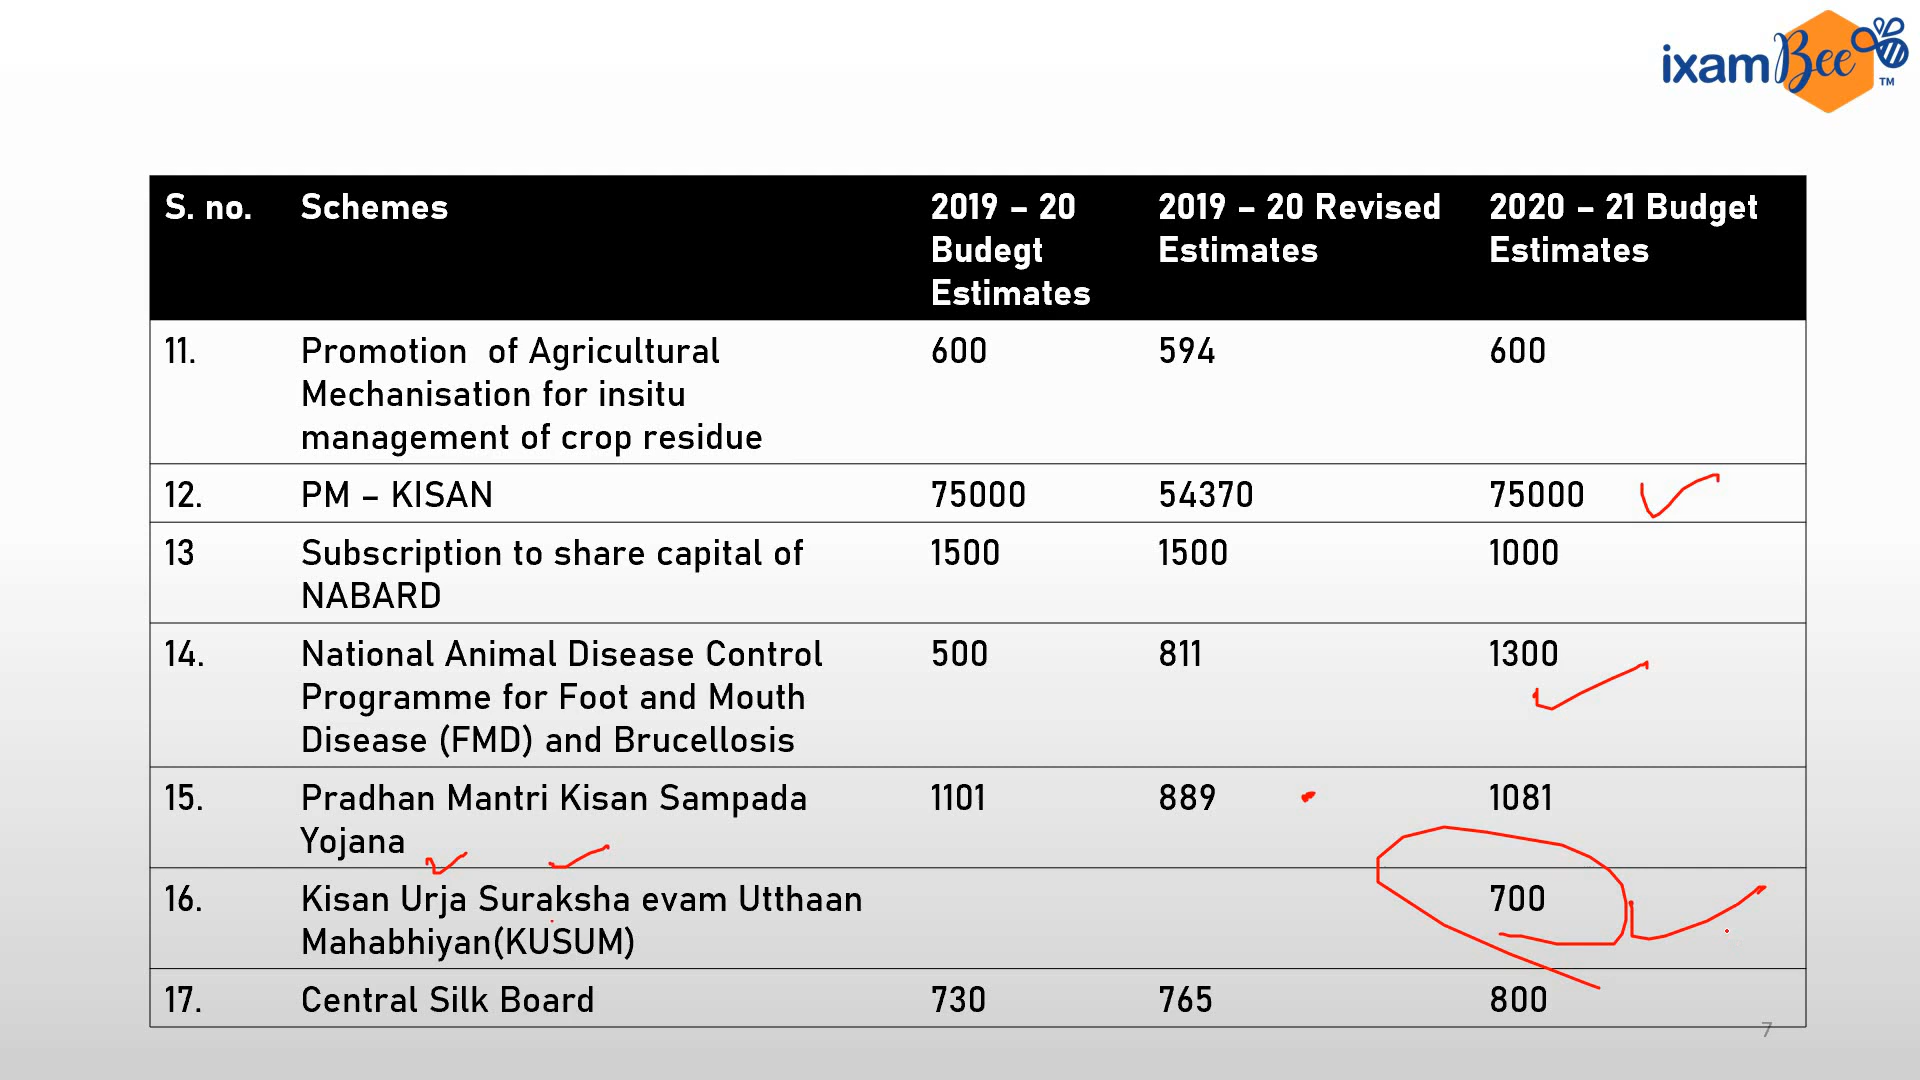 ixamBee TM
S. no. Schemes 2019 – 20 2019 – 20 Revised 2020 – 21 Budget
Budegt Estimates Estimates
Estimates
11. Promotion of Agricultural 600 594 600
Mechanisation for insitu
management of crop residue
12. PM – KISAN 75000 54370 75000
13 Subscription to share capital of 1500 1500 1000
NABARD
14. National Animal Disease Control 500 811 1300
Programme for Foot and Mouth
Disease (FMD) and Brucellosis
15. Pradhan Mantri Kisan Sampada 1101 889 1081
Yojana
16. Kisan Urja Suraksha evam Utthaan 700
Mahabhiyan(KUSUM)
17. Central Silk Board 730 765 800
7